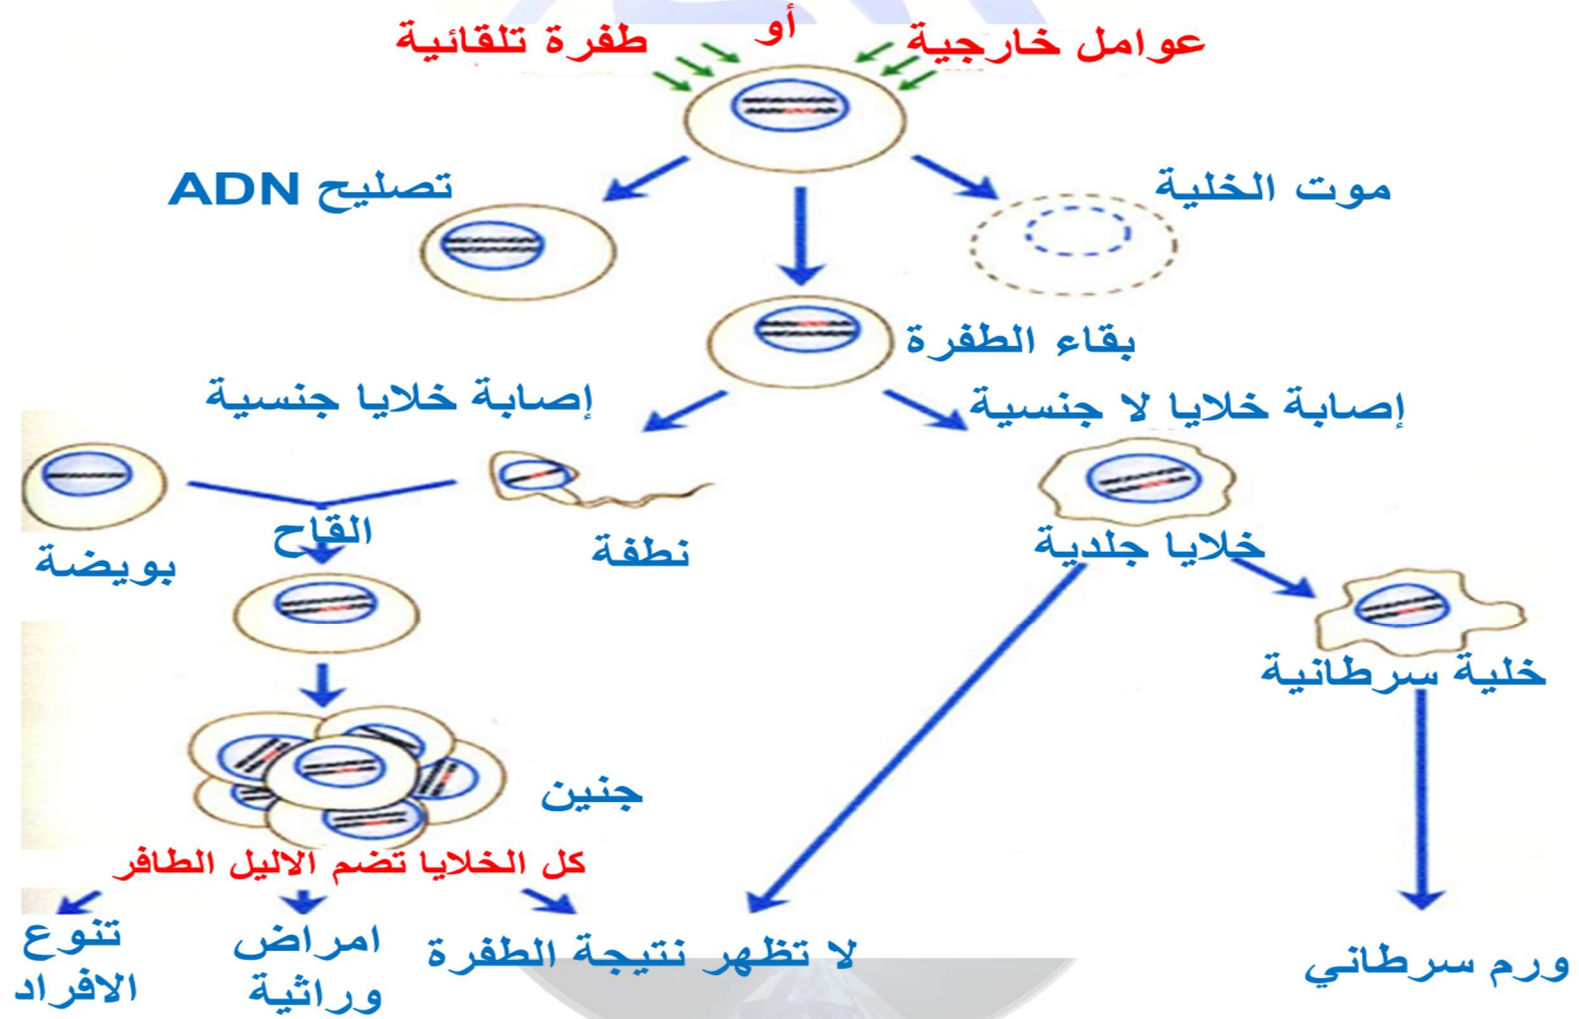 عوامل خارجية
أو
طفرة تلقائية
موت الخلية
تصليح ADN
بقاء الطفرة
إصابة خلايا لا جنسية
إصابة خلايا جنسية
خلايا جلدية
نطفة
القاح
بويضة
خلية سرطانية
جنين
كل الخلايا تضم الاليل الطافر
ورم سرطاني
لا تظهر نتيجة الطفرة
امراض
وراثية
تنوع
الافراد